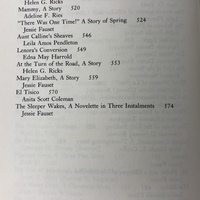 Helen G. Ricks
Mammy, A Story 520
Adeline F. Ries
"There Was One Time!" A Story of Spring 524
Jessie Fauset
Aunt Calline's Sheaves 546
Leila Amos Pendleton
Lenora's Conversion 549
Edna May Harrold
At the Turn of the Road, A Story 553
Helen G. Ricks
Mary Elizabeth, A Story 559
Jessie Fauset
El Tisico 570
Anita Scott Coleman
The Sleeper Wakes, A Novelette in Three Instalments 574
Jessie Fauset